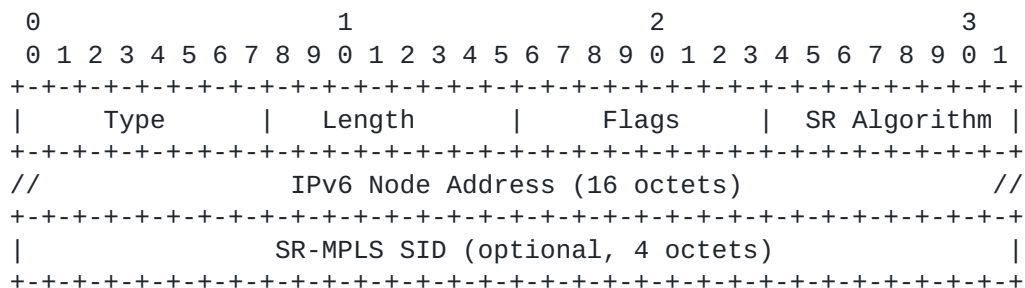 0                   1                   2                   3
 0 1 2 3 4 5 6 7 8 9 0 1 2 3 4 5 6 7 8 9 0 1 2 3 4 5 6 7 8 9 0 1
+-+-+-+-+-+-+-+-+-+-+-+-+-+-+-+-+-+-+-+-+-+-+-+-+-+-+-+-+-+-+-+-+
|     Type      |   Length      |     Flags     |  SR Algorithm |
+-+-+-+-+-+-+-+-+-+-+-+-+-+-+-+-+-+-+-+-+-+-+-+-+-+-+-+-+-+-+-+-+
//                 IPv6 Node Address (16 octets)                //
+-+-+-+-+-+-+-+-+-+-+-+-+-+-+-+-+-+-+-+-+-+-+-+-+-+-+-+-+-+-+-+-+
|                SR-MPLS SID (optional, 4 octets)               |
+-+-+-+-+-+-+-+-+-+-+-+-+-+-+-+-+-+-+-+-+-+-+-+-+-+-+-+-+-+-+-+-+